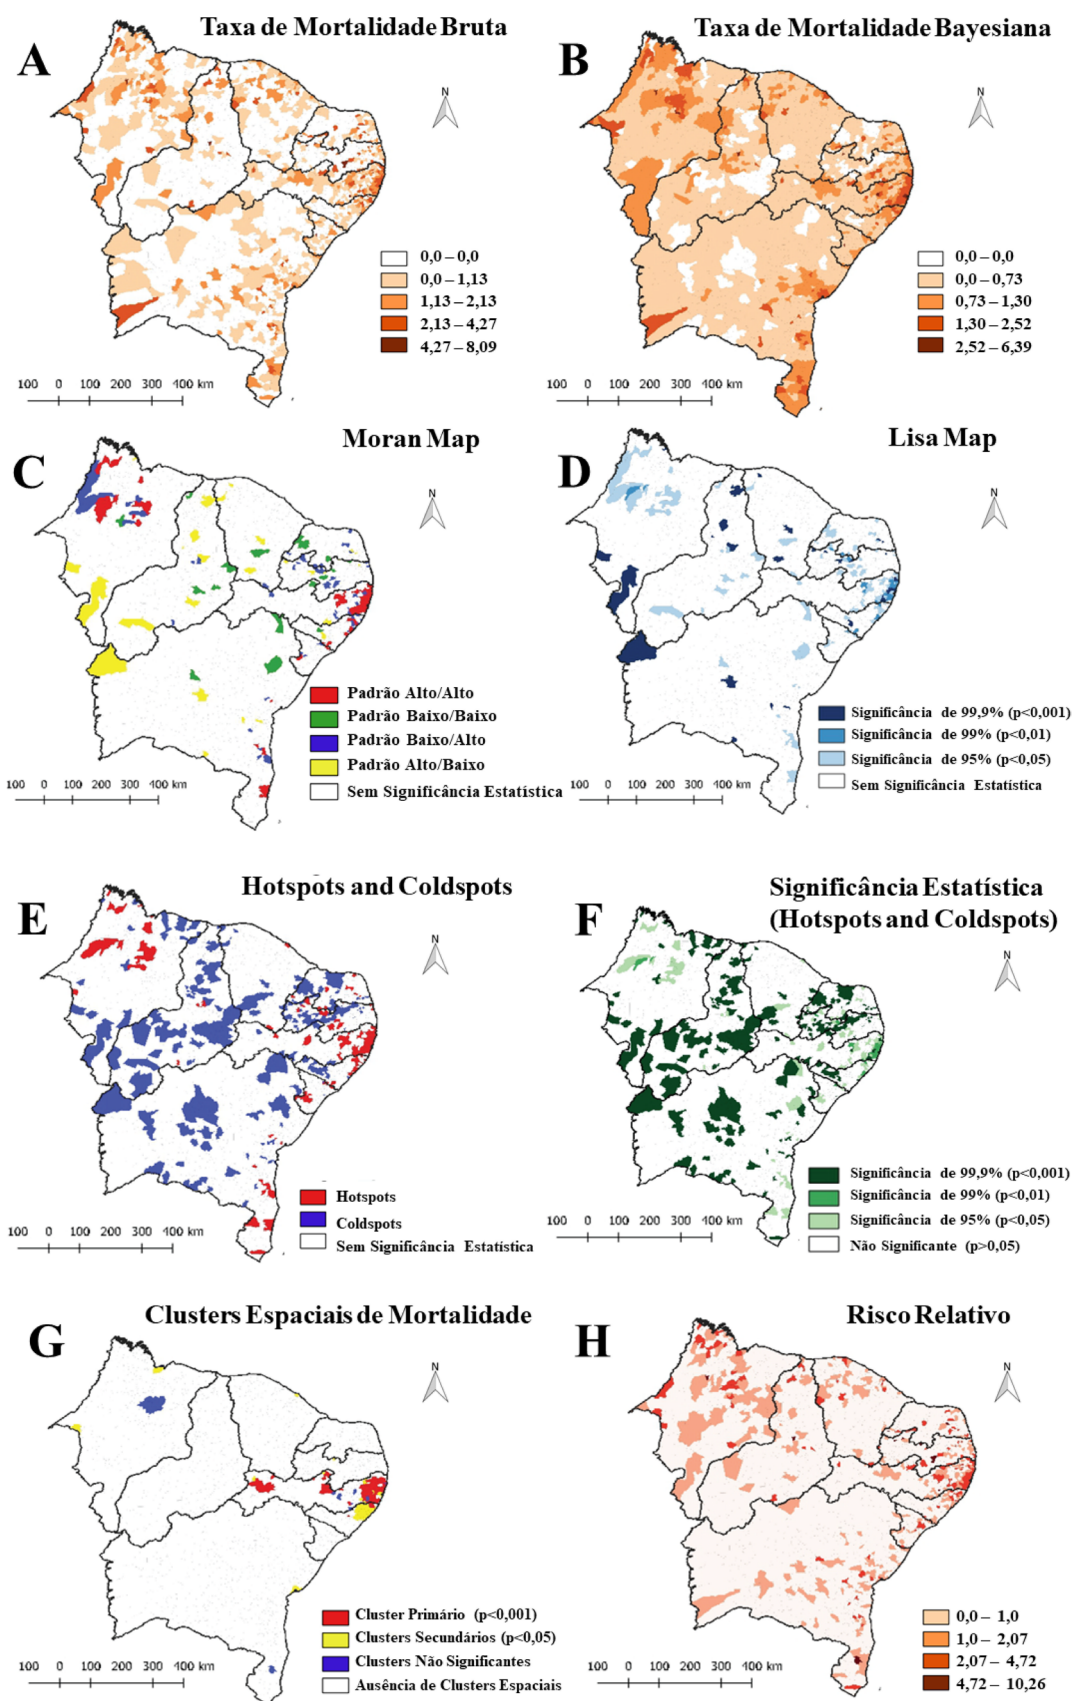 Taxa de Mortalidade Bruta
A
N
0,0 – 0,0
0,0 – 1,13
1,13 – 2,13
2,13 – 4,27
4,27 – 8,09
100 0 100 200 300 400 km
Taxa de Mortalidade Bayesiana
B
N
0,0 – 0,0
0,0 – 0,73
0,73 – 1,30
1,30 – 2,52
2,52 – 6,39
100 0 100 200 300 400 km
Moran Map
C
N
Padrão Alto/Alto
Padrão Baixo/Baixo
Padrão Baixo/Alto
Padrão Alto/Baixo
Sem Significância Estatística
100 0 100 200 300 400 km
Lisa Map
D
N
Significância de 99,9% (p<0,001)
Significância de 99% (p<0,01)
Significância de 95% (p<0,05)
Sem Significância Estatística
100 0 100 200 300 400 km
Hotspots and Coldspots
E
N
Hotspots
Coldspots
Sem Significância Estatística
100 0 100 200 300 400 km
Significância Estatística
(Hotspots and Coldspots)
F
N
Significância de 99,9% (p<0,001)
Significância de 99% (p<0,01)
Significância de 95% (p<0,05)
Não Significante (p>0,05)
100 0 100 200 300 400 km
Clusters Espaciais de Mortalidade
G
N
Cluster Primário (p<0,001)
Clusters Secundários (p<0,05)
Clusters Não Significantes
Ausência de Clusters Espaciais
100 0 100 200 300 400 km
Risco Relativo
H
N
0,0 – 1,0
1,0 – 2,07
2,07 – 4,72
4,72 – 10,26
100 0 100 200 300 400 km